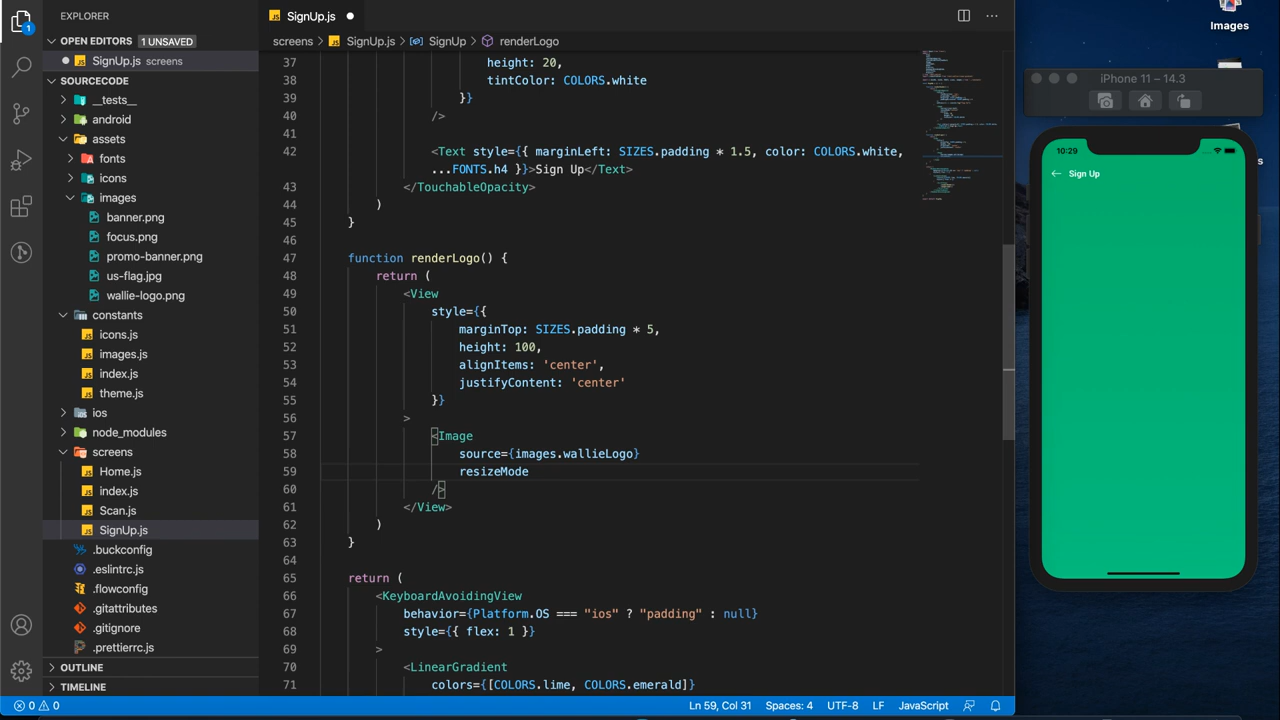 EXPLORER
OPEN EDITORS 1 UNSAVED
SignUp.js screens
SOURCECODE
__tests__
android
assets
fonts
icons
images
banner.png
focus.png
promo-banner.png
us-flag.jpg
wallie-logo.png
constants
icons.js
images.js
index.js
theme.js
ios
node_modules
screens
Home.js
index.js
Scan.js
SignUp.js
.buckconfig
.eslintrc.js
.flowconfig
.gitattributes
.gitignore
.prettierrc.js
OUTLINE
TIMELINE
1
SignUp.js
screens > SignUp.js > SignUp > renderLogo
37 height: 20,
38 tintColor: COLORS.white
39 }}
40 />
41
42 <Text style={{ marginLeft: SIZES.padding * 1.5, color: COLORS.white,
...FONTS.h4 }}>Sign Up</Text>
43 </TouchableOpacity>
44 )
45 }
46
47 function renderLogo() {
48 return (
49 <View
50 style={{
51 marginTop: SIZES.padding * 5,
52 height: 100,
53 alignItems: 'center',
54 justifyContent: 'center'
55 }}
56 >
57 <Image
58 source={images.wallieLogo}
59 resizeMode
60 />
61 </View>
62 )
63 }
64
65 return (
66 <KeyboardAvoidingView
67 behavior={Platform.OS === "ios" ? "padding" : null}
68 style={{ flex: 1 }}
69 >
70 <LinearGradient
71 colors={[COLORS.lime, COLORS.emerald]}
0 0 Ln 59, Col 31 Spaces: 4 UTF-8 LF JavaScript
Images
iPhone 11 – 14.3
10:29
Sign Up